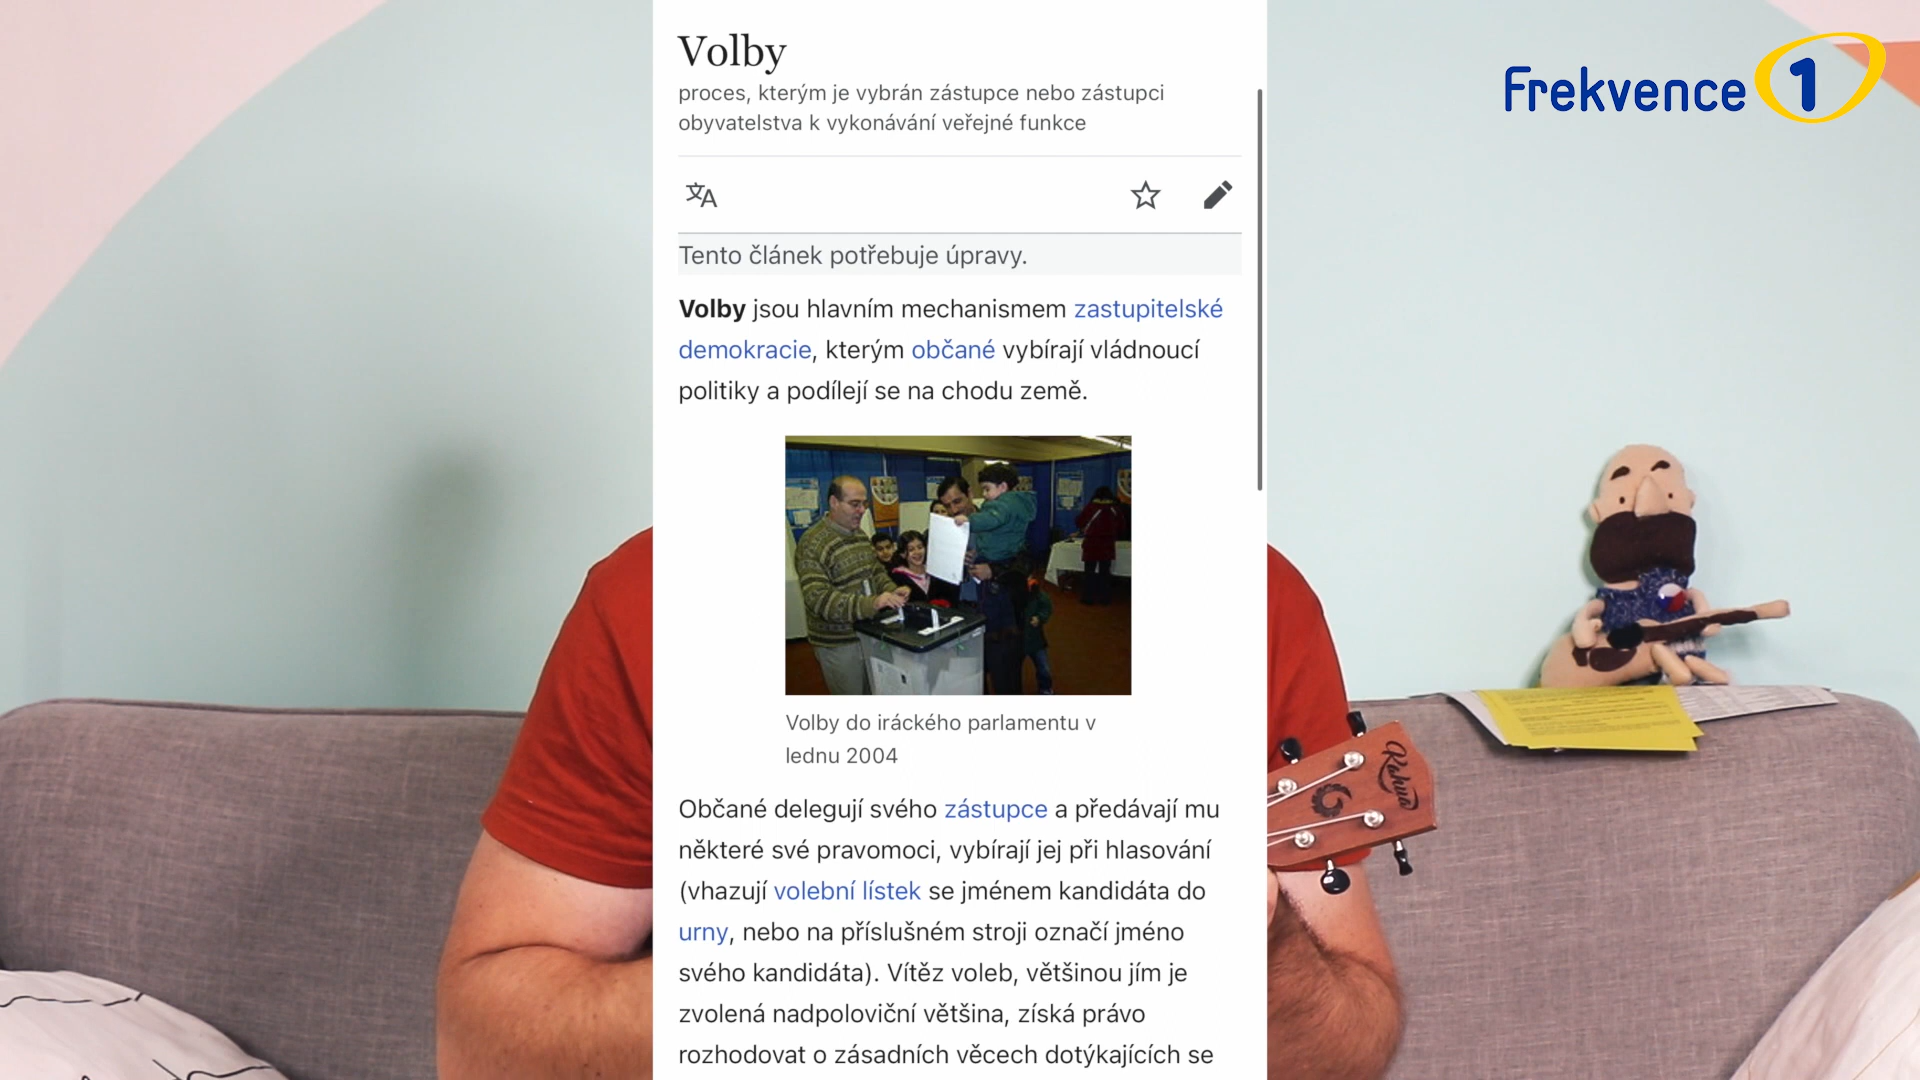 Volby
proces, kterým je vybrán zástupce nebo zástupci
obyvatelstva k vykonávání veřejné funkce
Tento článek potřebuje úpravy.
Volby jsou hlavním mechanismem zastupitelské
demokracie, kterým občané vybírají vládnoucí
politiky a podílejí se na chodu země.
Volby do iráckého parlamentu v
lednu 2004
Občané delegují svého zástupce a předávají mu
některé své pravomoci, vybírají jej při hlasování
(vhazují volební lístek se jménem kandidáta do
urny, nebo na příslušném stroji označí jméno
svého kandidáta). Vítěz voleb, většinou jím je
zvolená nadpoloviční většina, získá právo
rozhodovat o zásadních věcech dotýkajících se
Frekvence 1
Kahua